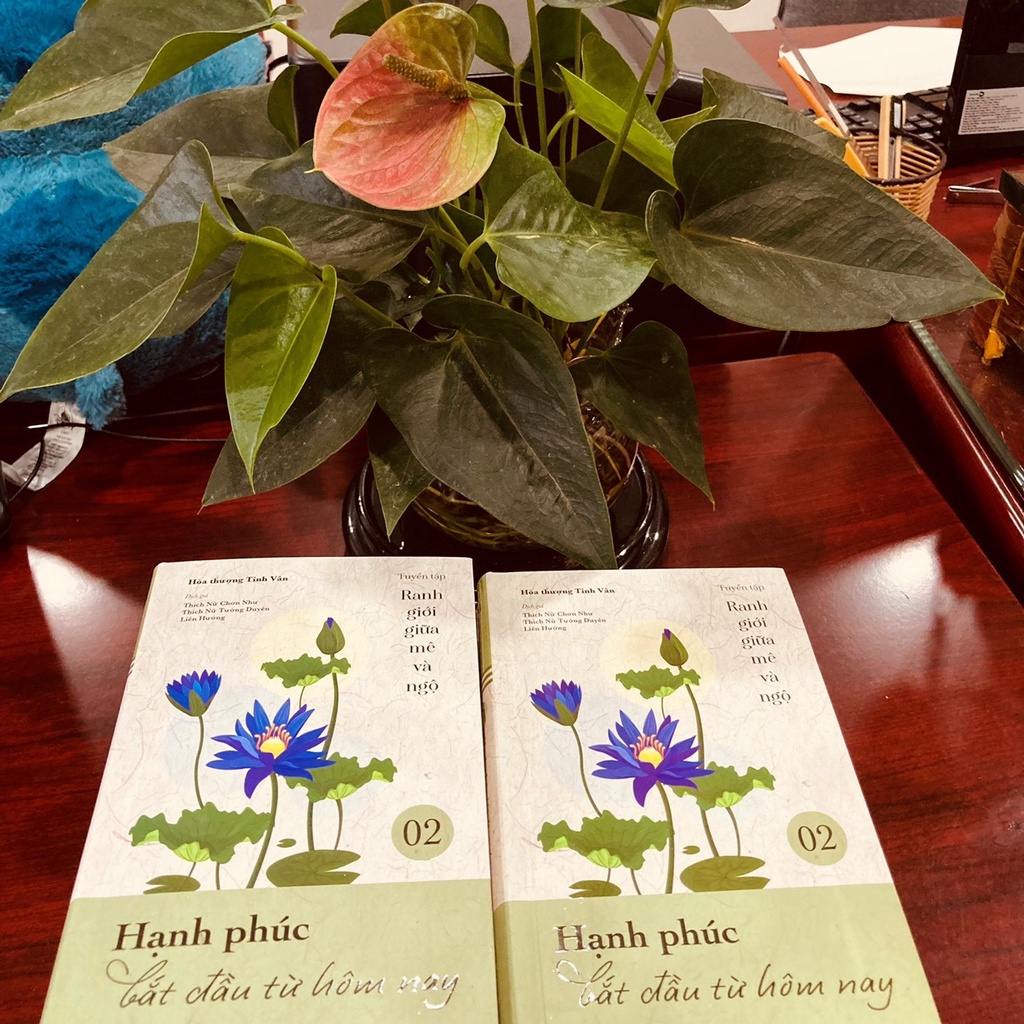 Hòa thượng Tinh Vân
Dịch giả
Thích Nữ Chơn Như
Thích Nữ Tường Duyên
Liên Hương
Tuyển tập
Ranh
giới
giữa
mê
và
ngộ
02
Hạnh phúc
bắt đầu từ hôm nay
Hòa thượng Tinh Vân
Dịch giả
Thích Nữ Chơn Như
Thích Nữ Tường Duyên
Liên Hương
Tuyển tập
Ranh
giới
giữa
mê
và
ngộ
02
Hạnh phúc
bắt đầu từ hôm nay